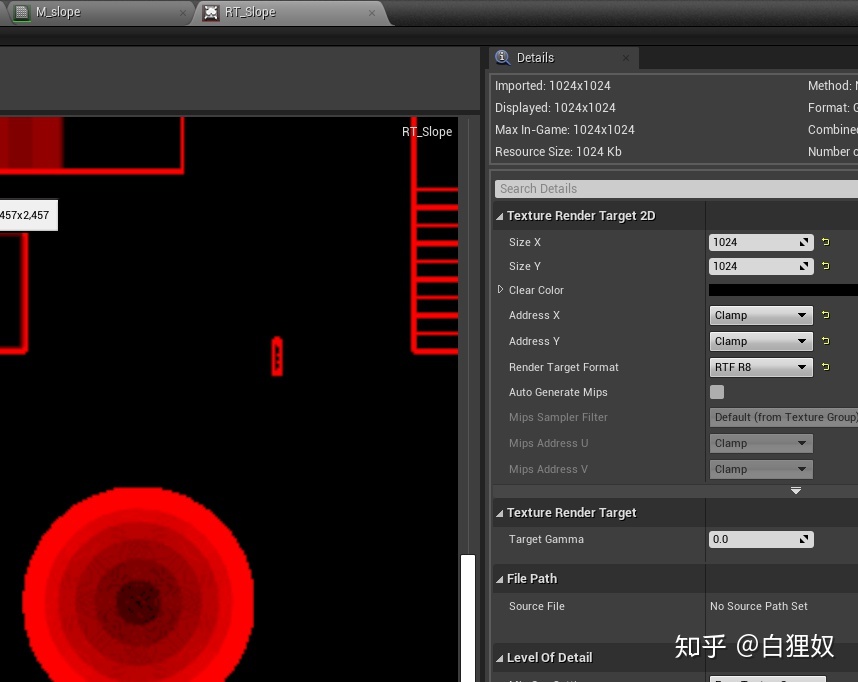 M_slope
RT_Slope
Details
Imported: 1024x1024
Method:
Displayed: 1024x1024
Format:
Max In-Game: 1024x1024
Combined
Resource Size: 1024 Kb
Number
RT_Slope
457x2,457
Search Details
Texture Render Target 2D
Size X 1024
Size Y 1024
Clear Color
Address X Clamp
Address Y Clamp
Render Target Format RTF R8
Auto Generate Mips
Mips Sampler Filter Default (from Texture Group)
Mips Address U Clamp
Mips Address V Clamp
Texture Render Target
Target Gamma 0.0
File Path
Source File No Source Path Set
知乎 @白狸奴
Level Of Detail